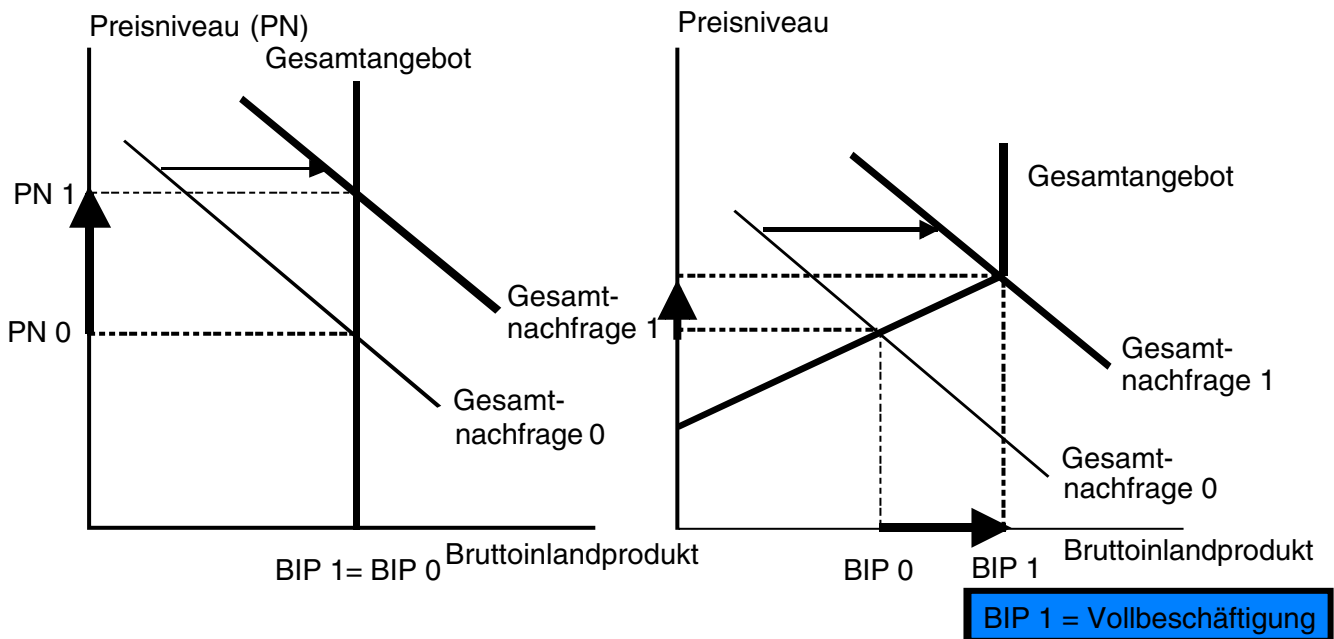 Preisniveau (PN)
Gesamtangebot
PN 1
PN 0
Gesamt-
nachfrage 1
Gesamt-
nachfrage 0
Bruttoinlandprodukt
BIP 1= BIP 0
Preisniveau
Gesamtangebot
Gesamt-
nachfrage 1
Gesamt-
nachfrage 0
Bruttoinlandprodukt
BIP 0
BIP 1
BIP 1 = Vollbeschäftigung